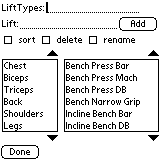 LiftTypes:
Lift: Add
sort delete rename
Chest
Biceps
Triceps
Back
Shoulders
Legs
Bench Press Bar
Bench Press Mach
Bench Press DB
Bench Narrow Grip
Incline Bench Bar
Incline Bench DB
Done